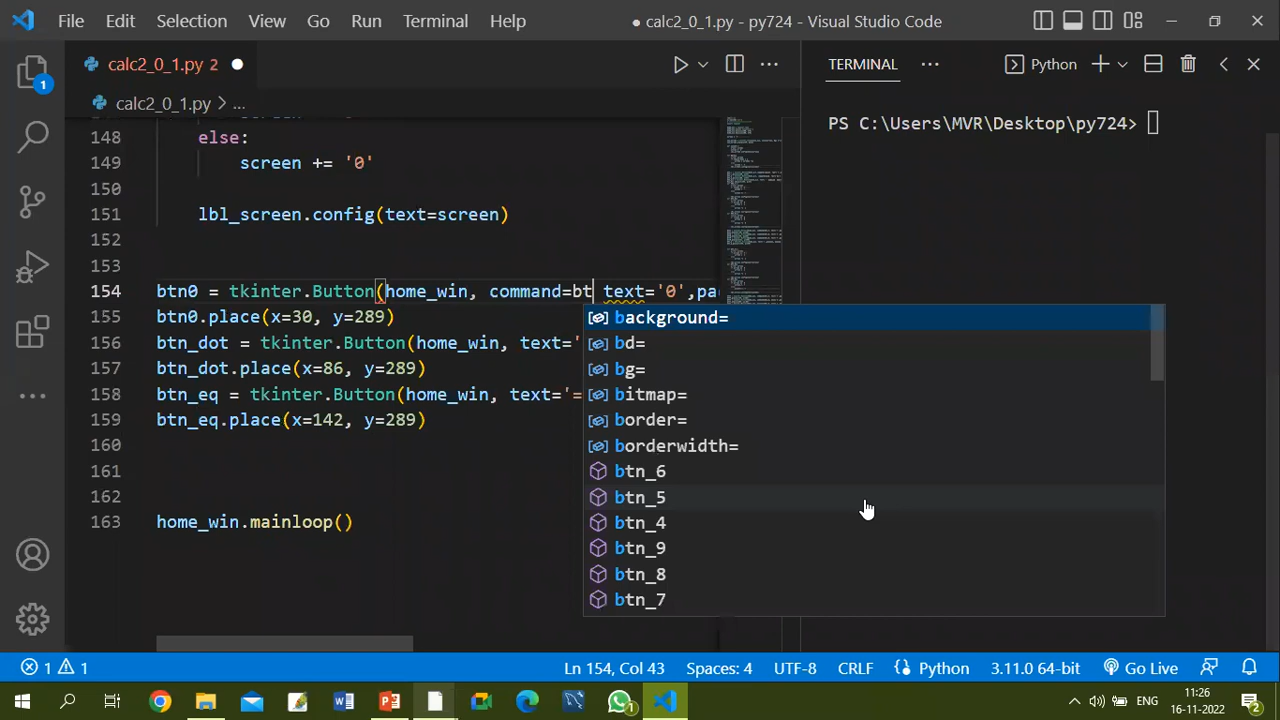 File Edit Selection View Go Run Terminal Help ● calc2_0_1.py - py724 - Visual Studio Code
calc2_0_1.py 2
TERMINAL
Python
1
calc2_0_1.py > ...
PS C:\Users\MVR\Desktop\py724>
148 else:
149 screen += '0'
150
151 lbl_screen.config(text=screen)
152
153
154 btn0 = tkinter.Button(home_win, command=bt text='0',pa
155 btn0.place(x=30, y=289)
156 btn_dot = tkinter.Button(home_win, text='
157 btn_dot.place(x=86, y=289)
158 btn_eq = tkinter.Button(home_win, text='=
159 btn_eq.place(x=142, y=289)
160
161
162
163 home_win.mainloop()
background=
bd=
bg=
bitmap=
border=
borderwidth=
btn_6
btn_5
btn_4
btn_9
btn_8
btn_7
1 1 Ln 154, Col 43 Spaces: 4 UTF-8 CRLF Python 3.11.0 64-bit Go Live
1 ENG 11:26
16-11-2022 2